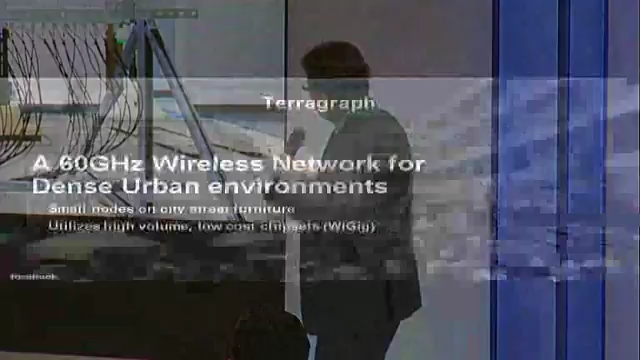 Terragraph
A 60GHz Wireless Network for
Dense Urban environments
Small nodes on city street furniture
Utilizes high volume, low cost chipsets (WiGig)
facebook